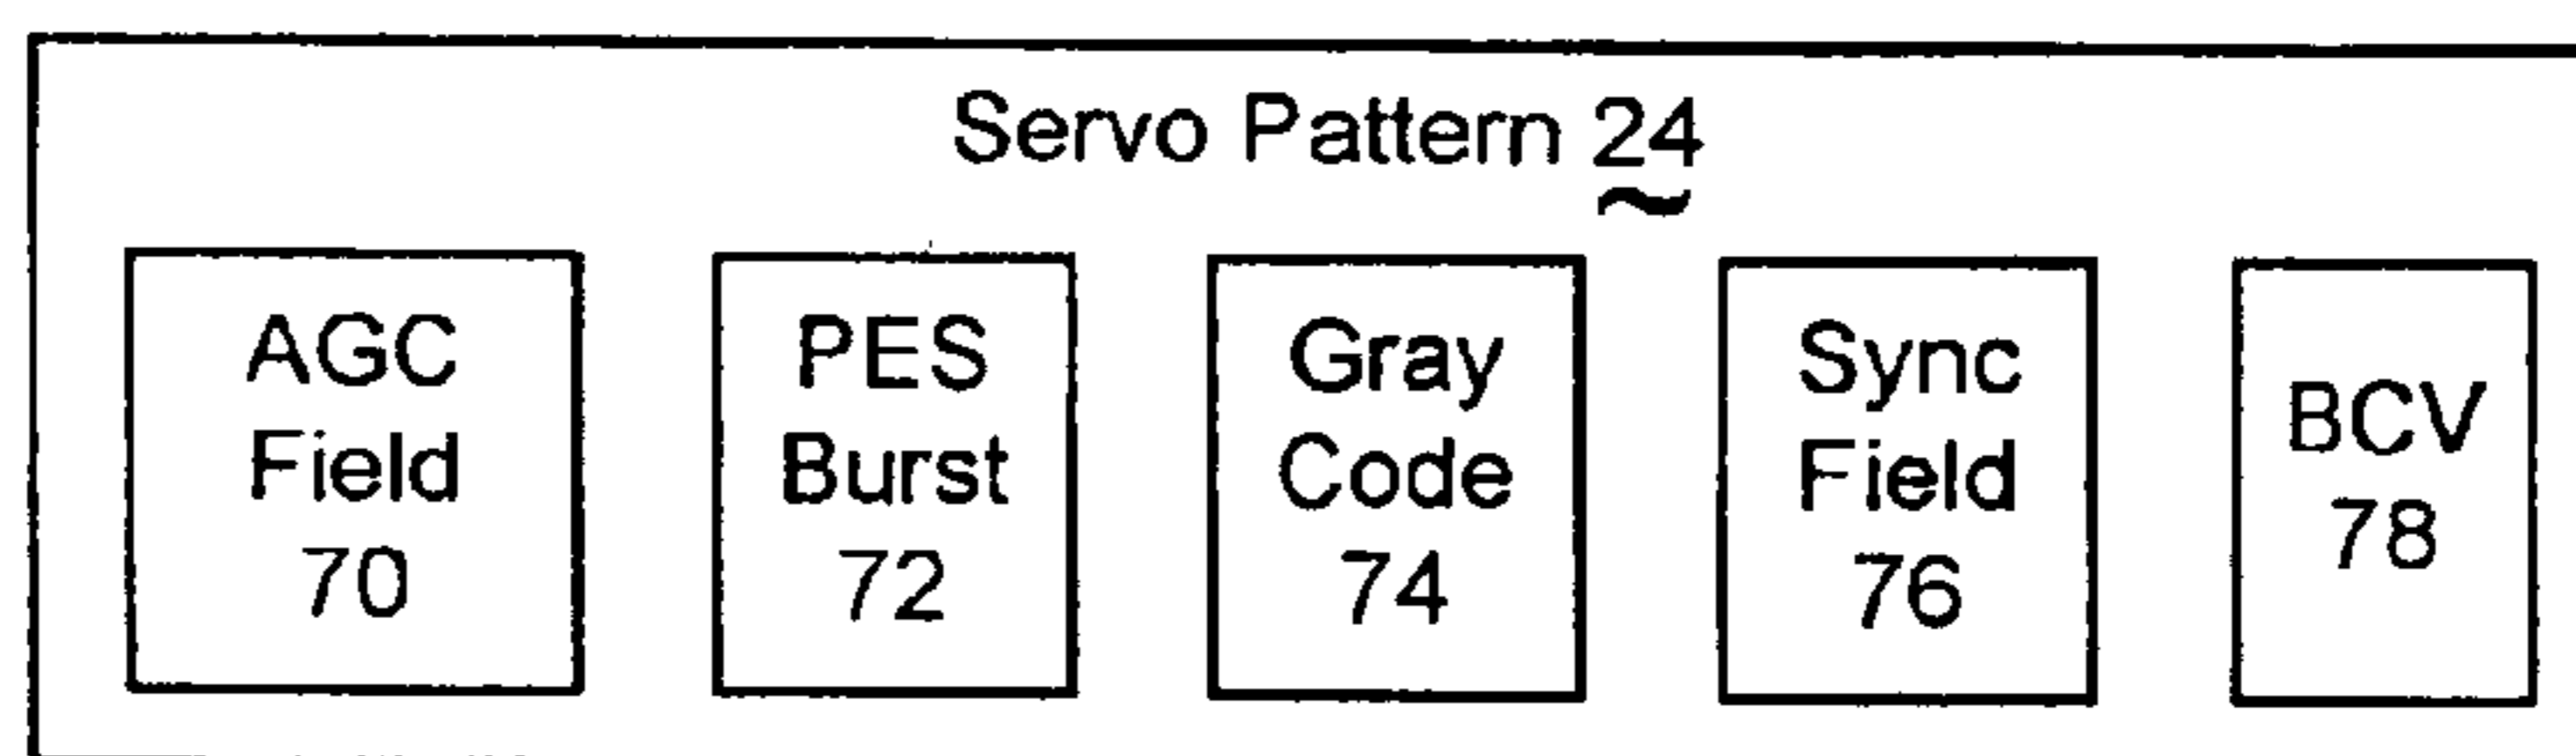 Servo Pattern 24
AGC
Field
70
PES
Burst
72
Gray
Code
74
Sync
Field
76
BCV
78